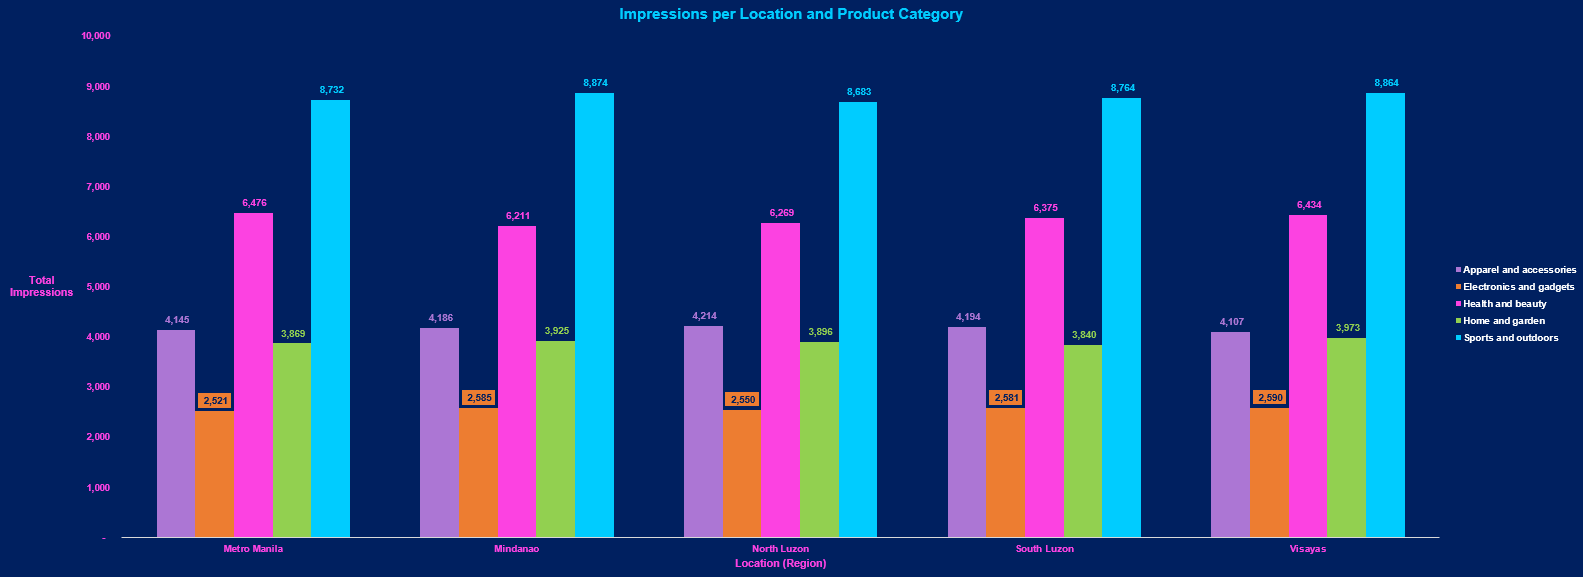 Impressions per Location and Product Category
10,000
9,000
8,000
7,000
6,000
5,000
4,000
3,000
2,000
1,000
-
Total
Impressions
4,145
2,521
6,476
3,869
8,732
4,186
2,585
6,211
3,925
8,874
4,214
2,550
6,269
3,896
8,683
4,194
2,581
6,375
3,840
8,764
4,107
2,590
6,434
3,973
8,864
Metro Manila
Mindanao
North Luzon
South Luzon
Visayas
Location (Region)
Apparel and accessories
Electronics and gadgets
Health and beauty
Home and garden
Sports and outdoors